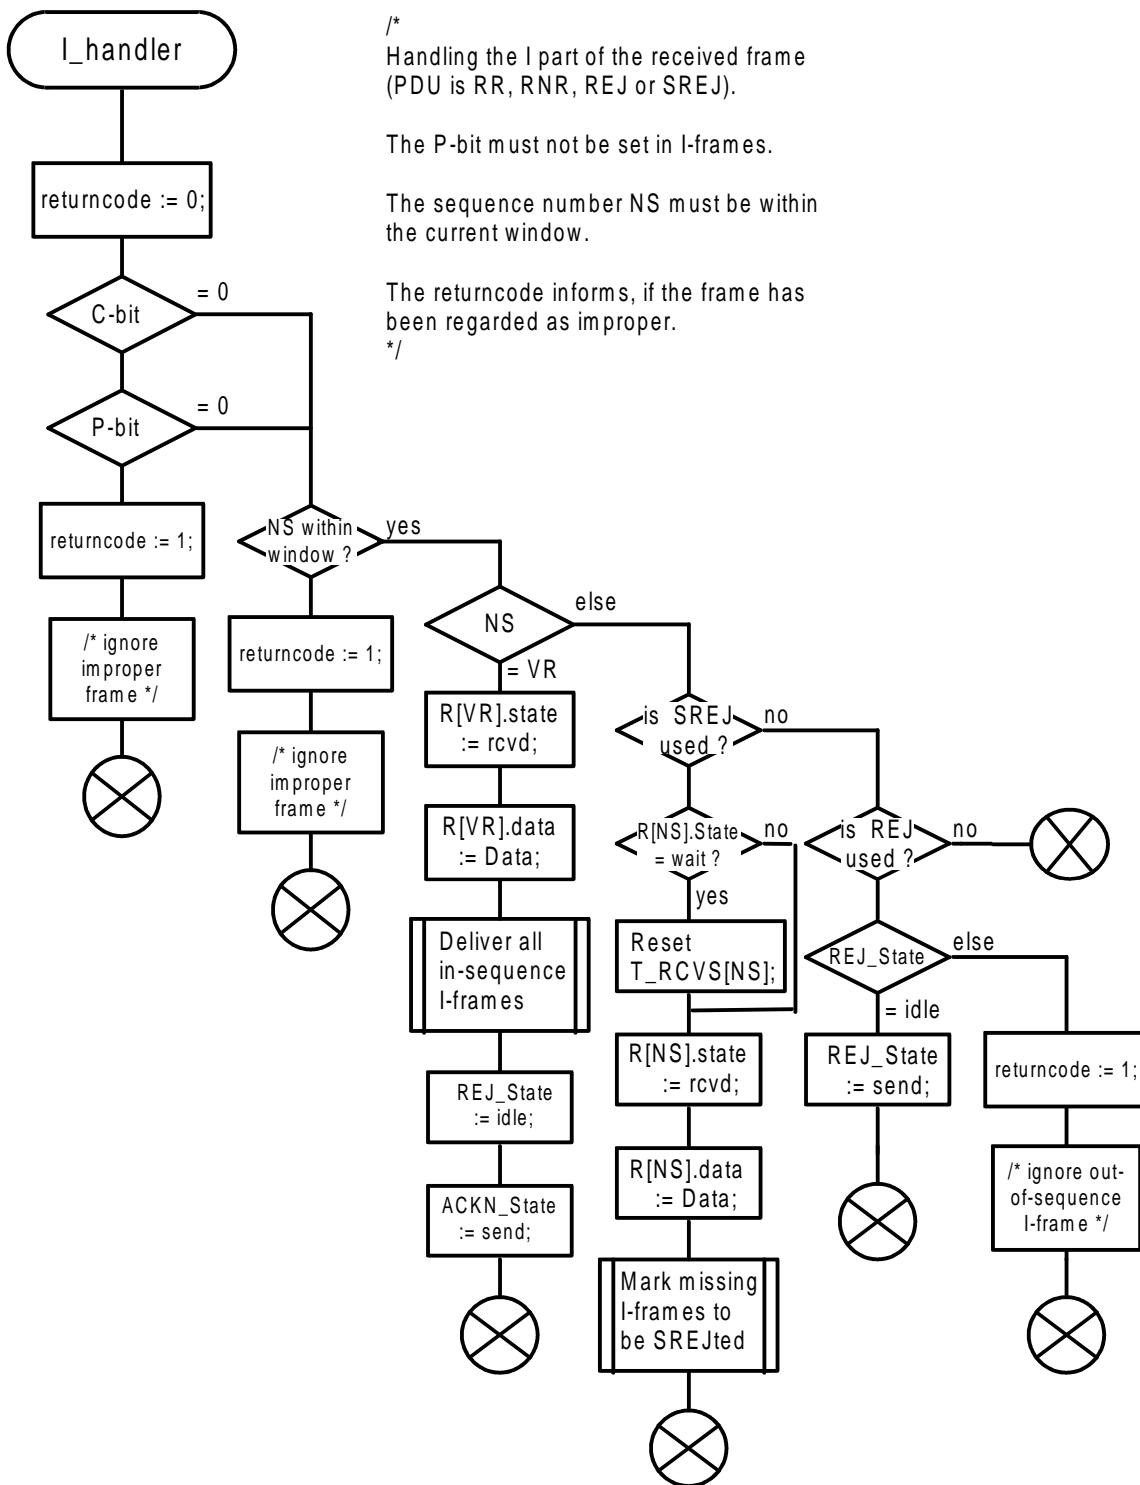 I_handler
/*
Handling the I part of the received frame
(PDU is RR, RNR, REJ or SREJ).
The P-bit must not be set in I-frames.
The sequence number NS must be within
the current window.
The returncode informs, if the frame has
been regarded as improper.
*/
returncode := 0;
C-bit
= 0
P-bit
= 0
returncode := 1;
/* ignore
improper
frame */
NS within
window ?
yes
returncode := 1;
/* ignore
improper
frame */
NS
else
= VR
R[VR].state
:= rcvd;
R[VR].data
:= Data;
Deliver all
in-sequence
I-frames
REJ_State
:= idle;
ACKN_State
:= send;
is SREJ
used ?
no
R[NS].State
= wait ?
no
yes
Reset
T_RCVS[NS];
R[NS].state
:= rcvd;
R[NS].data
:= Data;
Mark missing
I-frames to
be SREJted
is REJ
used ?
no
REJ_State
else
= idle
REJ_State
:= send;
returncode := 1;
/* ignore out-
of-sequence
I-frame */